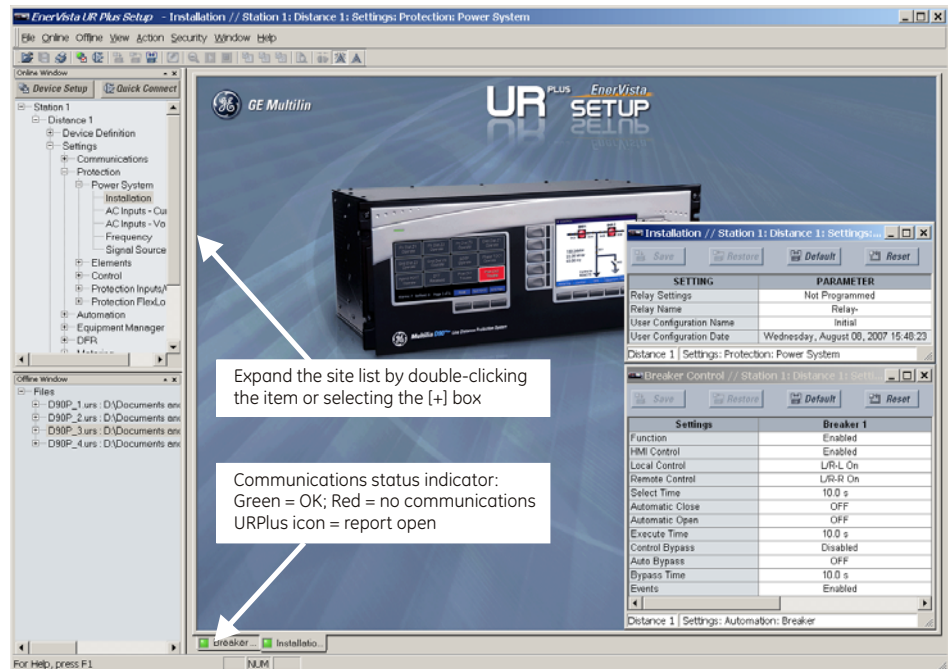 EnerVista UR Plus Setup - Installation // Station 1: Distance 1: Settings: Protection: Power System
File Online Offline View Action Security Window Help
Online Window
Device Setup Quick Connect
Station 1
Distance 1
Device Definition
Settings
Communications
Protection
Power System
Installation
AC Inputs - Cu
AC Inputs - Vo
Frequency
Signal Source
Elements
Control
Protection Inputs/
Protection FlexLo
Automation
Equipment Manager
DFR
Metering
Offline Window
Files
D90P_1.urs : D:\Documents and
D90P_2.urs : D:\Documents and
D90P_3.urs : D:\Documents and
D90P_4.urs : D:\Documents and
GE Multilin
UR PLUS EnerVista
SETUP
Multilin D90 Plus Line Distance Protection System
Installation // Station 1: Distance 1: Settings:...
Save Restore Default Reset
SETTING PARAMETER
Relay Settings Not Programmed
Relay Name Relay-
User Configuration Name Initial
User Configuration Date Wednesday, August 08, 2007 15:48:23
Distance 1 Settings: Protection: Power System
Breaker Control // Station 1: Distance 1: Setti...
Save Restore Default Reset
Settings Breaker 1
Function Enabled
HMI Control Enabled
Local Control L/R-L On
Remote Control L/R-R On
Select Time 10.0 s
Automatic Close OFF
Automatic Open OFF
Execute Time 10.0 s
Control Bypass Disabled
Auto Bypass OFF
Bypass Time 10.0 s
Events Enabled
Distance 1 Settings: Automation: Breaker
Expand the site list by double-clicking
the item or selecting the [+] box
Communications status indicator:
Green = OK; Red = no communications
URPlus icon = report open
Breaker... Installatio...
For Help, press F1 NUM